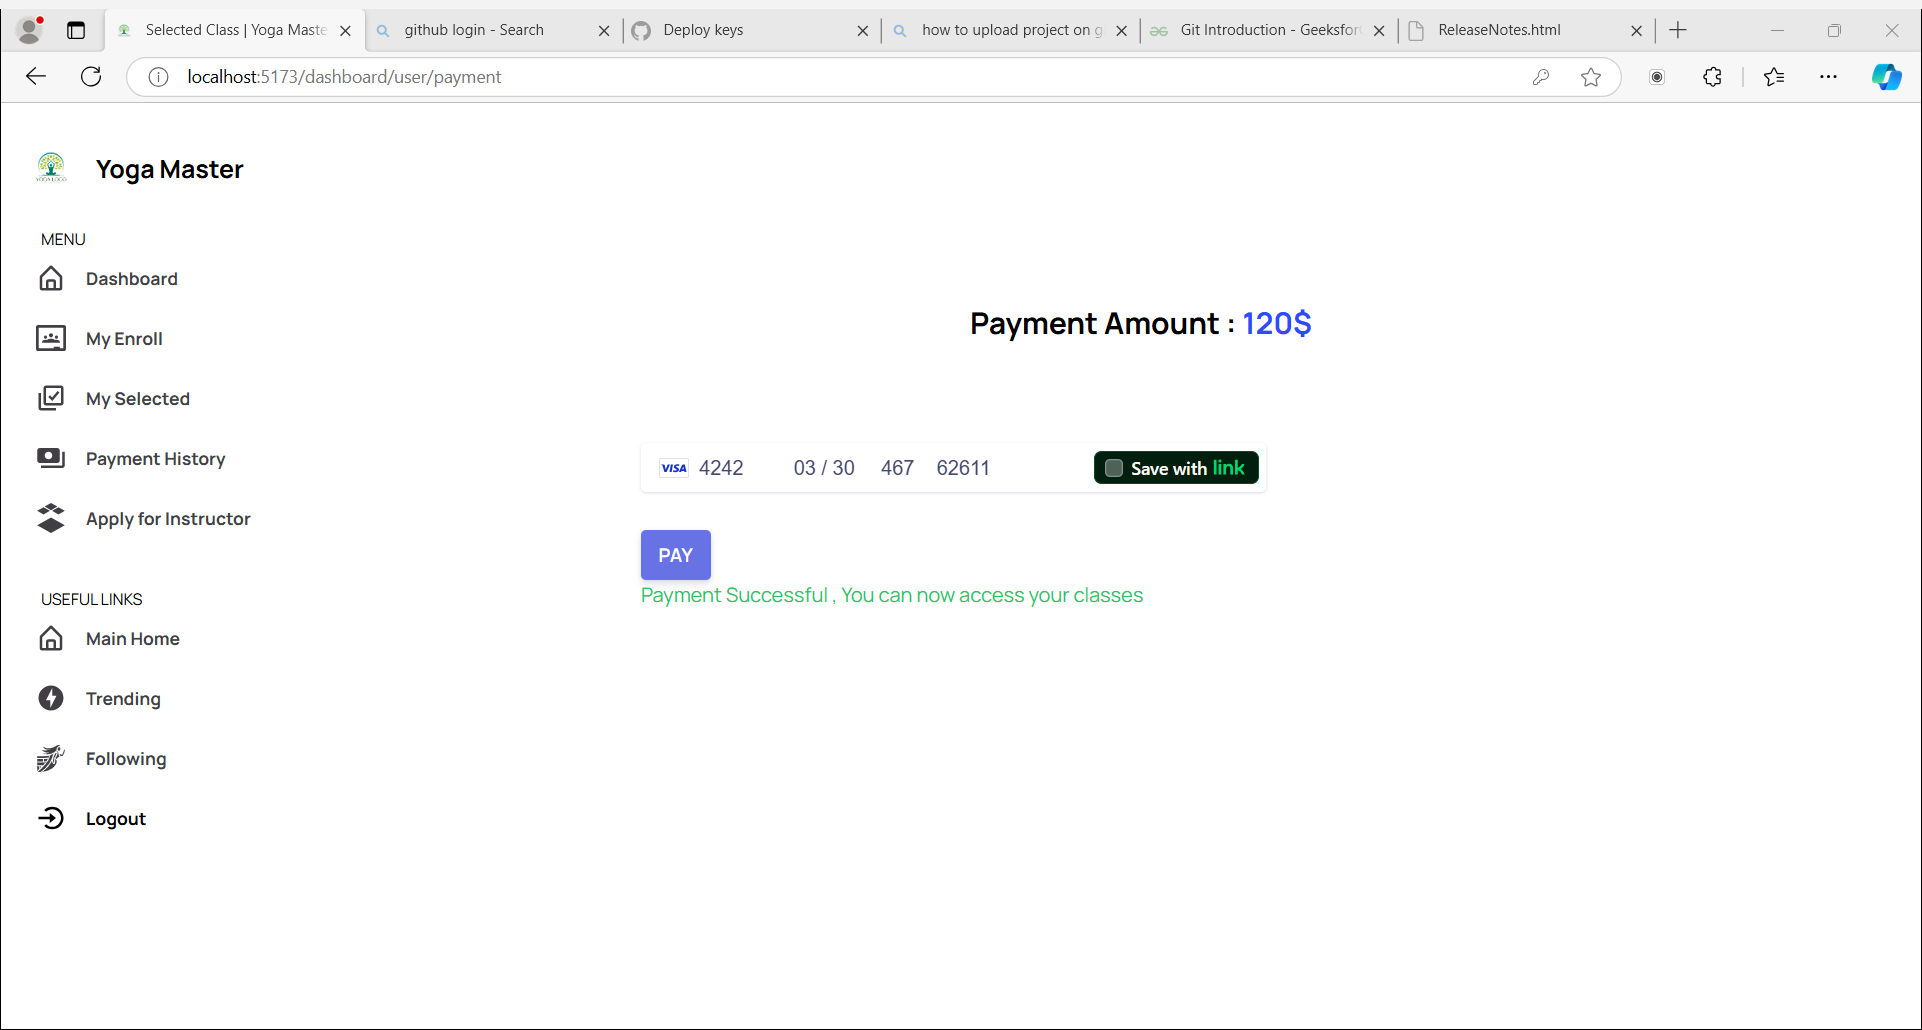 Selected Class | Yoga Maste
github login - Search
Deploy keys
how to upload project on g
Git Introduction - Geeksfor
ReleaseNotes.html
localhost:5173/dashboard/user/payment
YOGA LOGO
Yoga Master
MENU
Dashboard
My Enroll
My Selected
Payment History
Apply for Instructor
USEFUL LINKS
Main Home
Trending
Following
Logout
Payment Amount : 120$
VISA 4242 03 / 30 467 62611
Save with link
PAY
Payment Successful , You can now access your classes